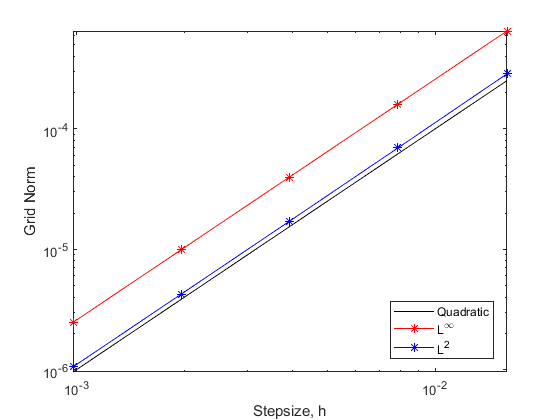 10^-4
10^-5
10^-6
Grid Norm
10^-3
10^-2
Stepsize, h
Quadratic
L^∞
L^2